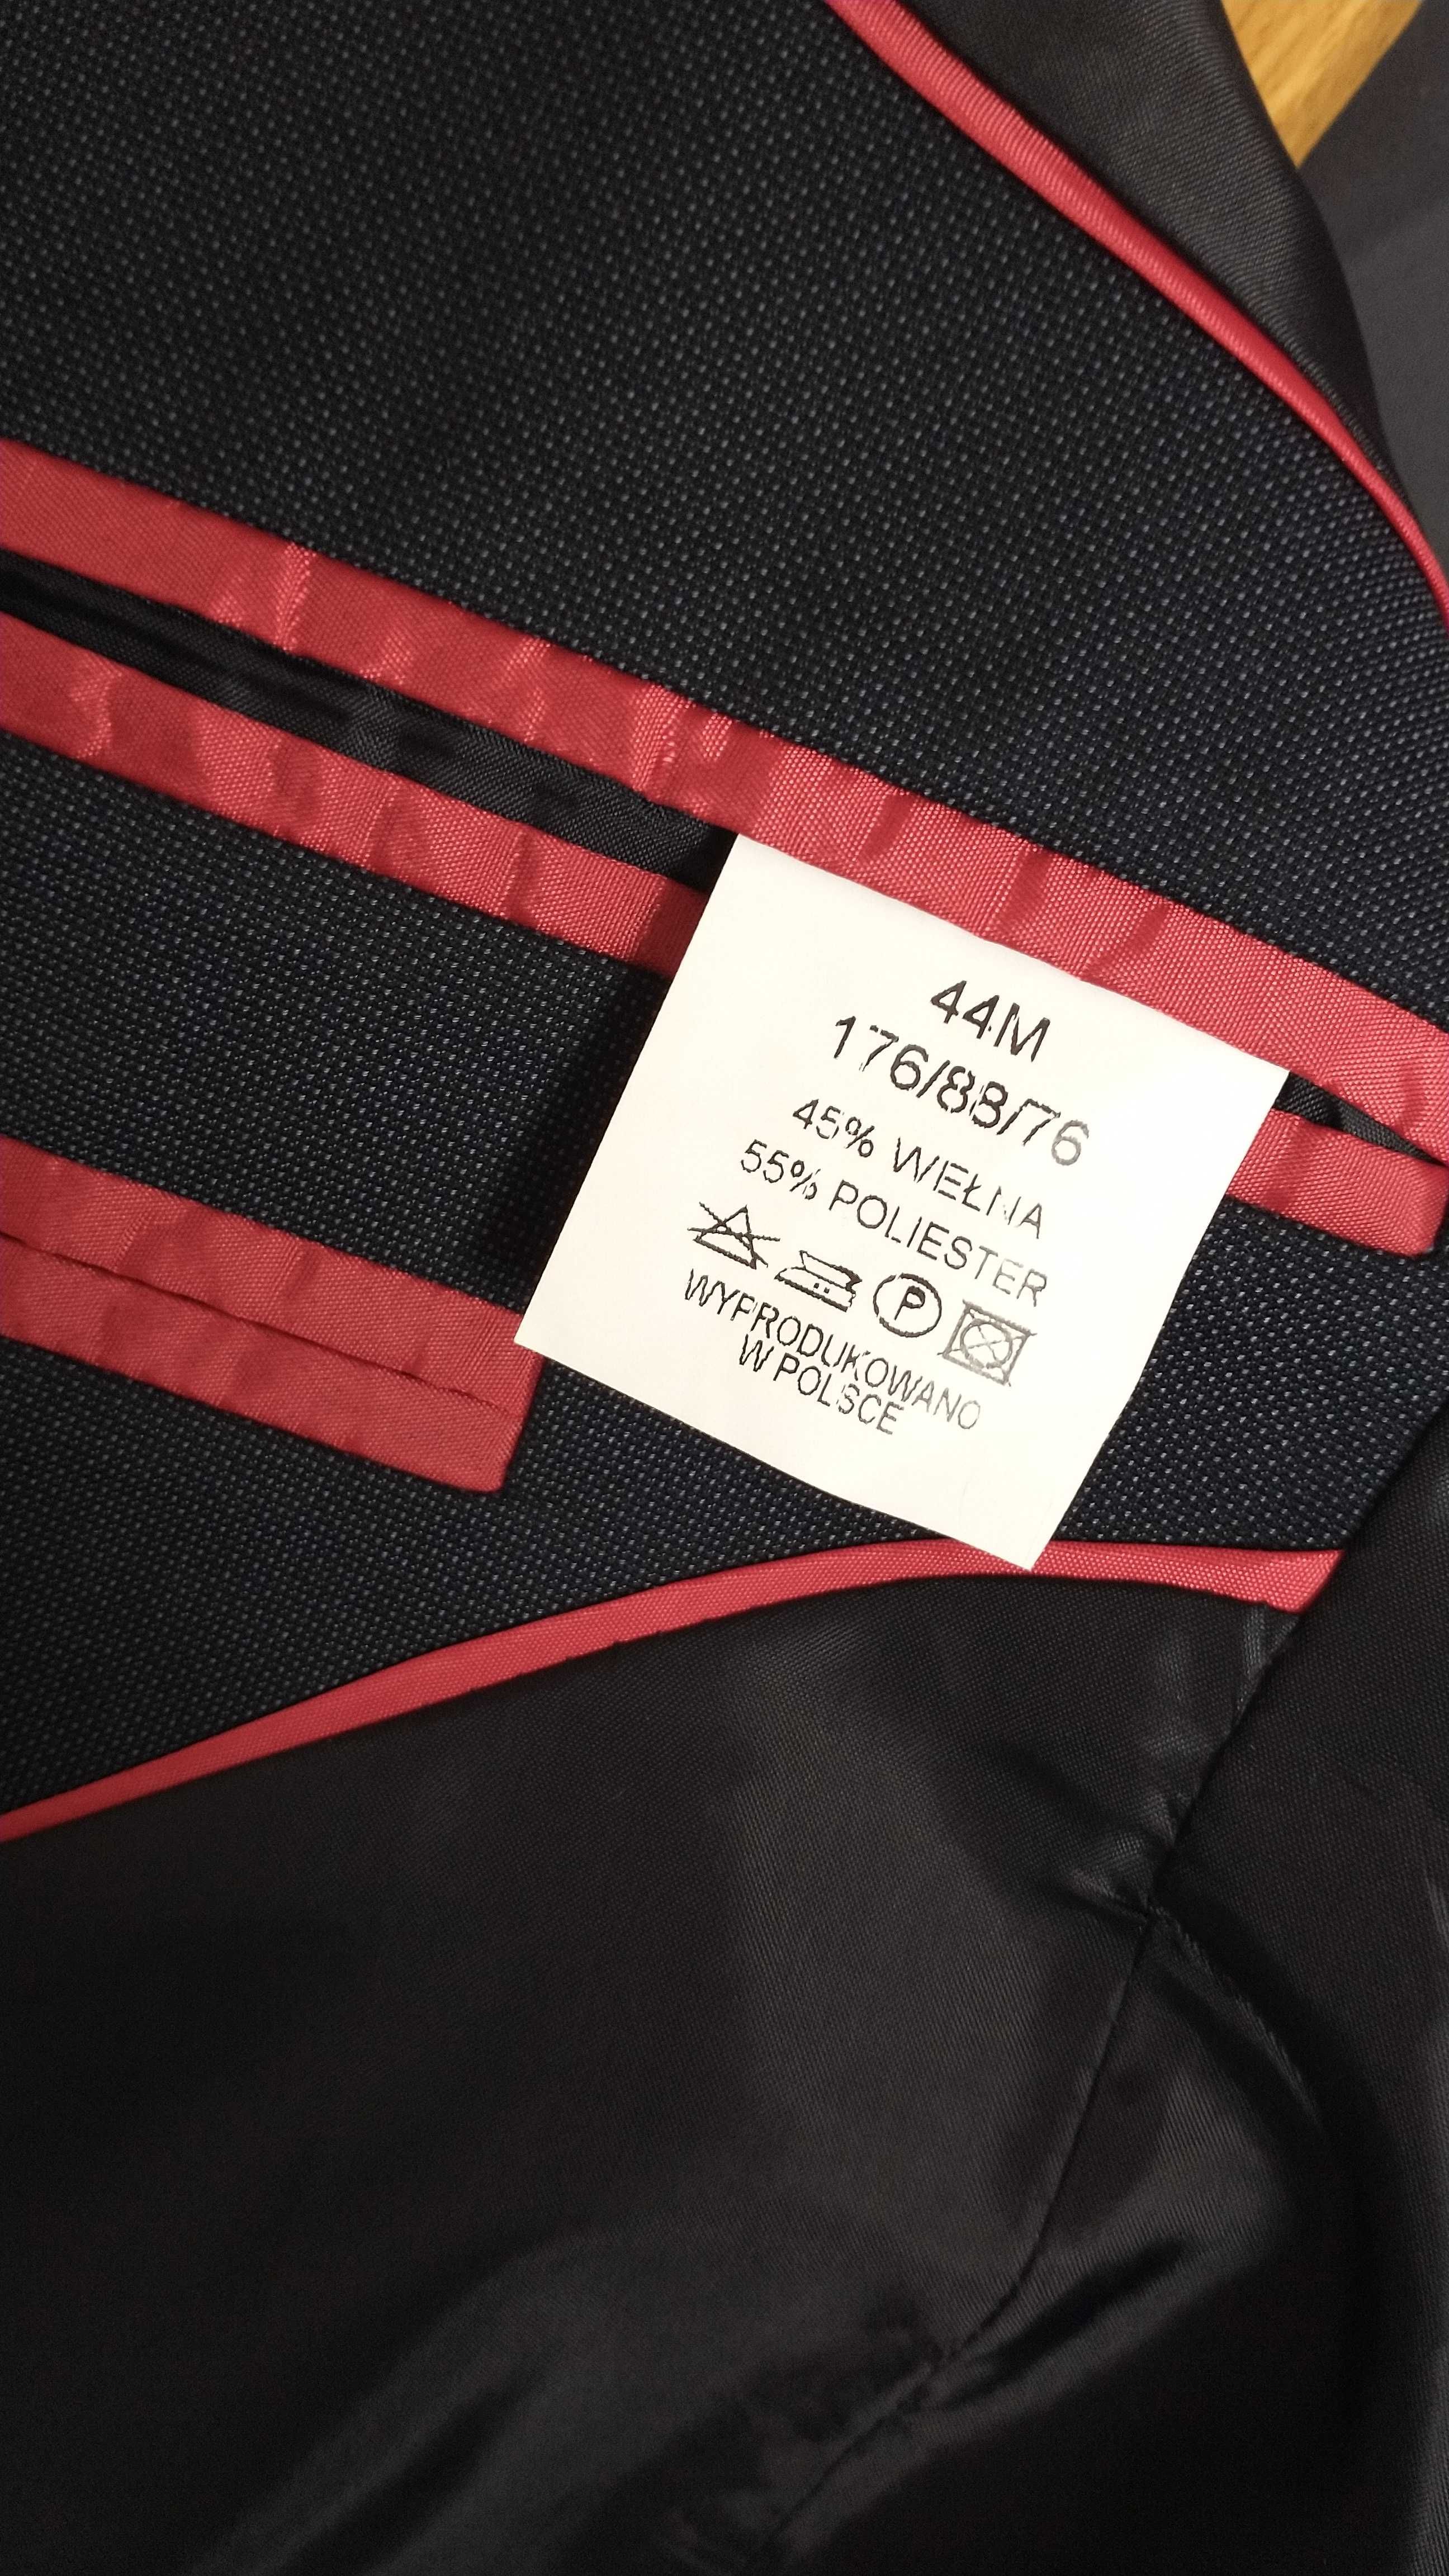 44M
176/88/76
45% WEŁNA
55% POLIESTER
P
WYPRODUKOWANO
W POLSCE